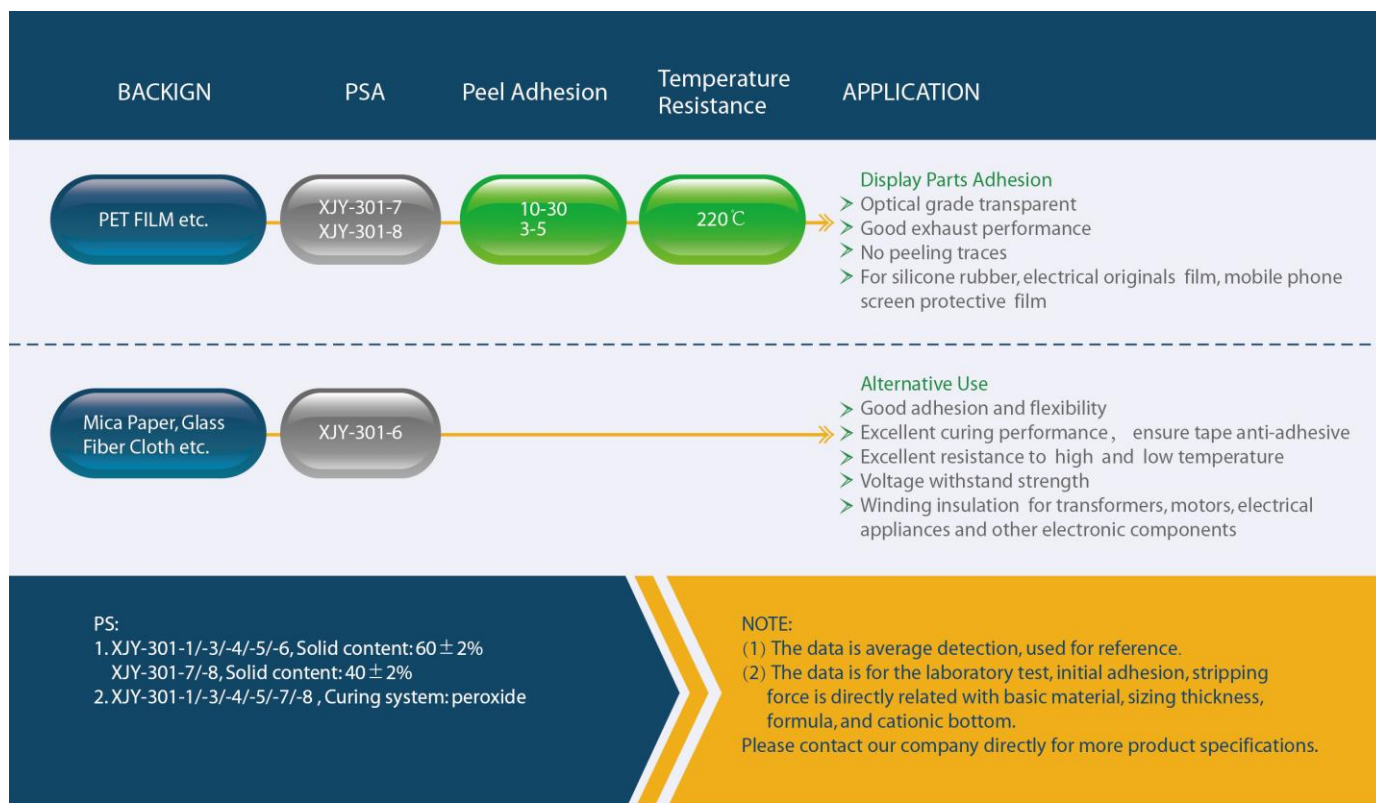 BACKIGN
PSA
Peel Adhesion
Temperature
Resistance
APPLICATION
PET FILM etc.
XJY-301-7
XJY-301-8
10-30
3-5
220℃
Display Parts Adhesion
Optical grade transparent
Good exhaust performance
No peeling traces
For silicone rubber, electrical originals film, mobile phone
screen protective film
Mica Paper, Glass
Fiber Cloth etc.
XJY-301-6
Alternative Use
Good adhesion and flexibility
Excellent curing performance， ensure tape anti-adhesive
Excellent resistance to high and low temperature
Voltage withstand strength
Winding insulation for transformers, motors, electrical
appliances and other electronic components
PS:
1. XJY-301-1/-3/-4/-5/-6, Solid content: 60±2%
XJY-301-7/-8, Solid content: 40±2%
2. XJY-301-1/-3/-4/-5/-7/-8 , Curing system: peroxide
NOTE:
(1) The data is average detection, used for reference.
(2) The data is for the laboratory test, initial adhesion, stripping
force is directly related with basic material, sizing thickness,
formula, and cationic bottom.
Please contact our company directly for more product specifications.